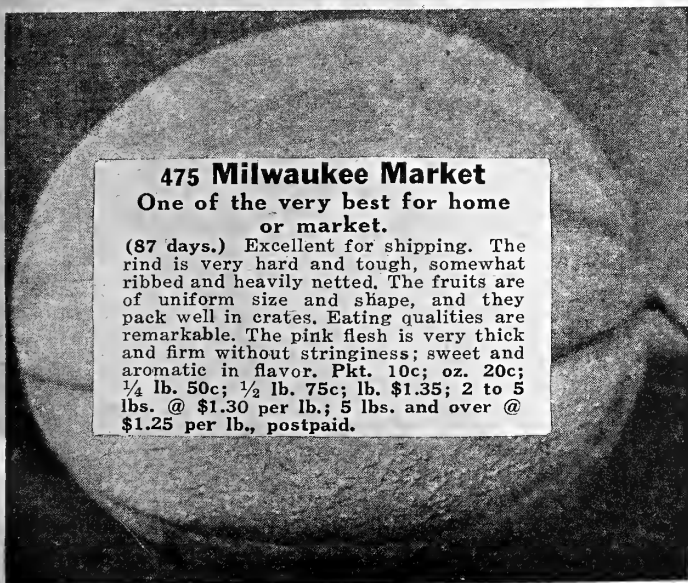 475 Milwaukee Market
One of the very best for home
or market.
(87 days.) Excellent for shipping. The
rind is very hard and tough, somewhat
ribbed and heavily netted. The fruits are
of uniform size and shape, and they
pack well in crates. Eating qualities are
remarkable. The pink flesh is very thick
and firm without stringiness; sweet and
aromatic in flavor. Pkt. 10c; oz. 20c;
¼ lb. 50c; ½ lb. 75c; lb. $1.35; 2 to 5
lbs. @ $1.30 per lb.; 5 lbs. and over @
$1.25 per lb., postpaid.